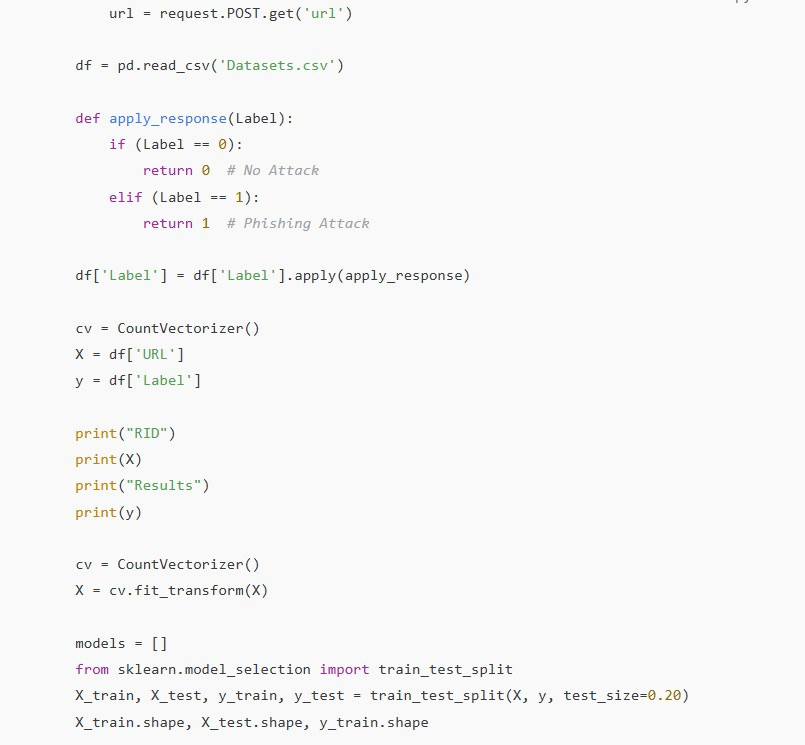 url = request.POST.get('url')
df = pd.read_csv('Datasets.csv')
def apply_response(Label):
if (Label == 0):
return 0  # No Attack
elif (Label == 1):
return 1  # Phishing Attack
df['Label'] = df['Label'].apply(apply_response)
cv = CountVectorizer()
X = df['URL']
y = df['Label']
print("RID")
print(X)
print("Results")
print(y)
cv = CountVectorizer()
X = cv.fit_transform(X)
models = []
from sklearn.model_selection import train_test_split
X_train, X_test, y_train, y_test = train_test_split(X, y, test_size=0.20)
X_train.shape, X_test.shape, y_train.shape